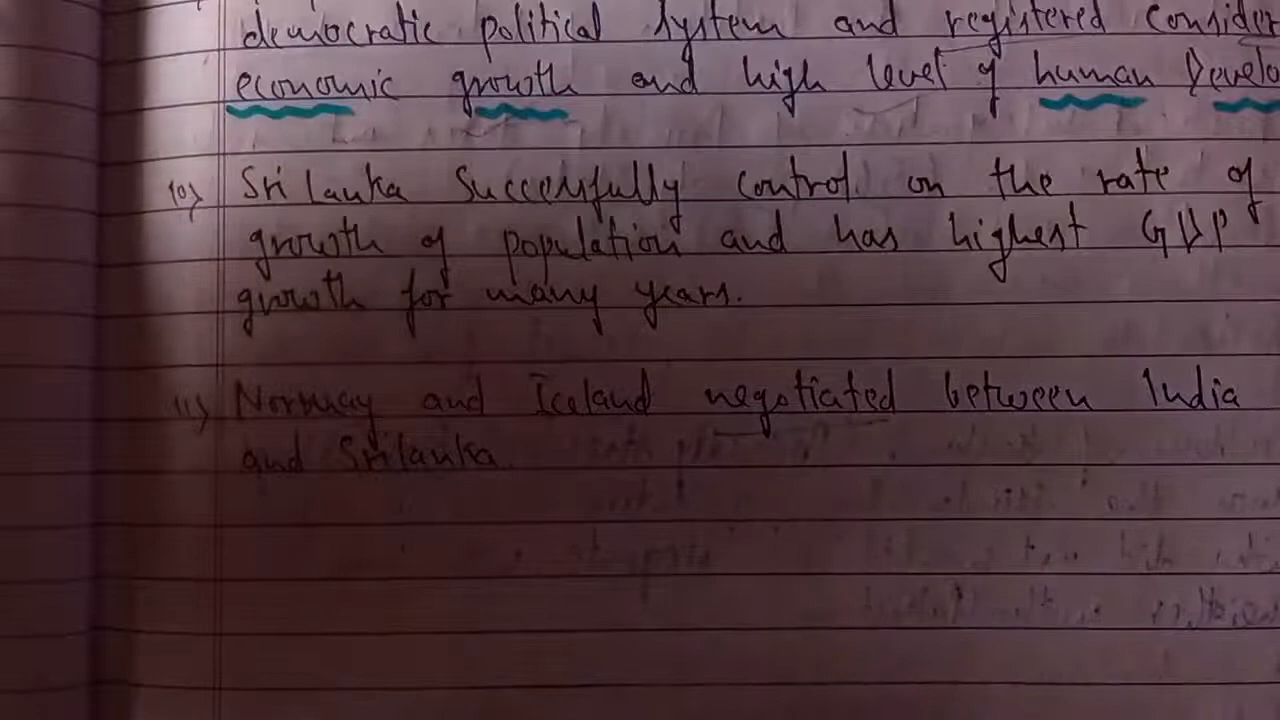 democratic political system and registered consider
economic growth and high level of human Develo
10) Sri Lanka Successfully control on the rate of
growth of population and has highest GDP
growth for many years.
11) Norway and Iceland negotiated between India
and Srilanka